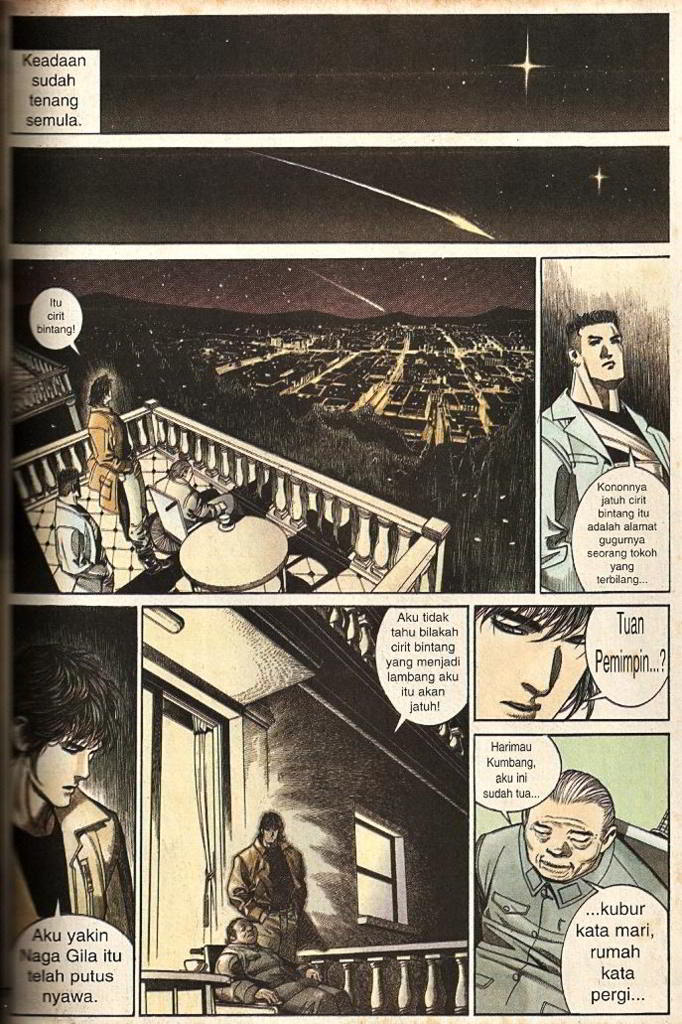 Keadaan
sudah
tenang
semula.
Itu
cirit
bintang!
Kononnya
jatuh cirit
bintang itu
adalah alamat
gugurnya
seorang tokoh
yang
terbilang...
Aku yakin
Naga Gila itu
telah putus
nyawa.
Aku tidak
tahu bilakah
cirit bintang
yang menjadi
lambang aku
itu akan
jatuh!
Tuan
Pemimpin...?
Harimau
Kumbang,
aku ini
sudah tua...
...kubur
kata mari,
rumah
kata
pergi...